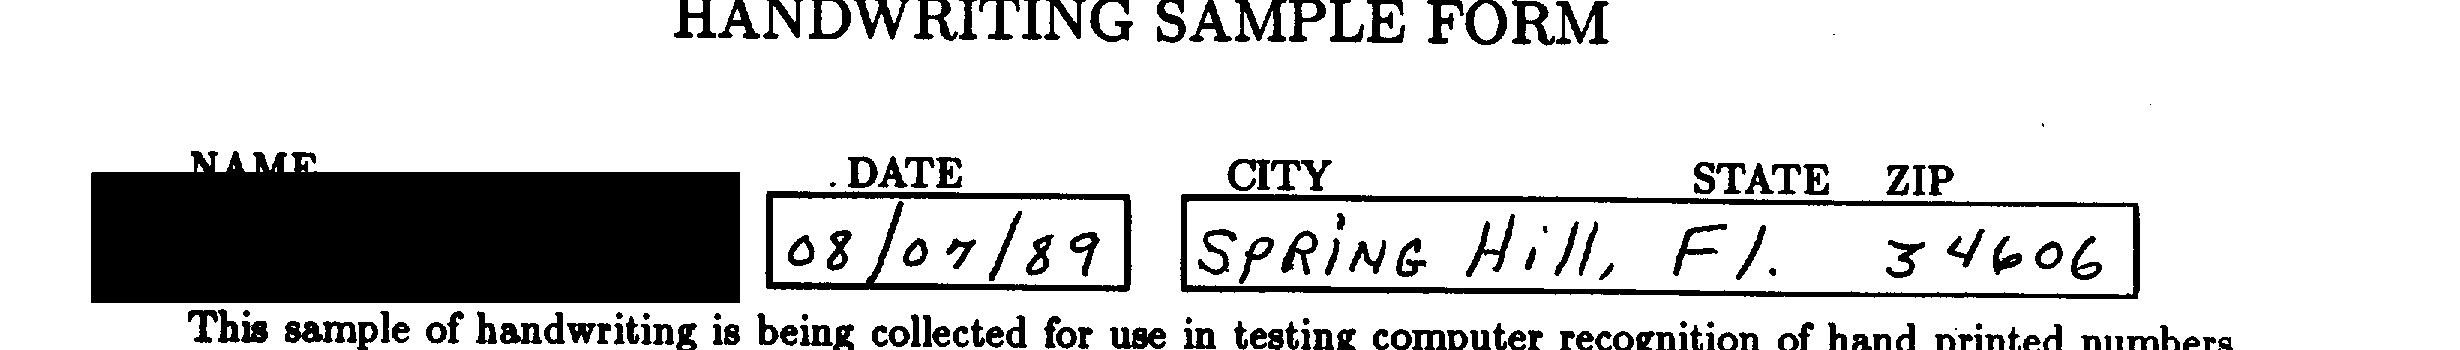 HANDWRITING SAMPLE FORM
NAME . DATE CITY STATE ZIP
08/07/89 SPRiNG Hill, Fl. 34606
This sample of handwriting is being collected for use in testing computer recognition of hand printed numbers